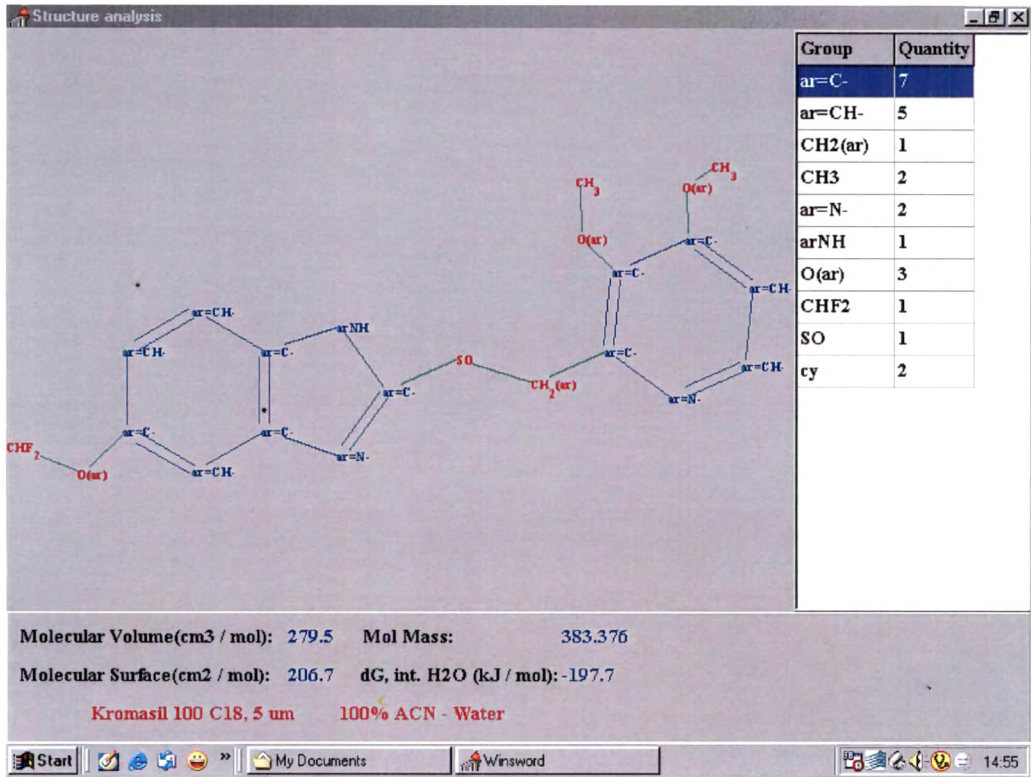 Structure analysis
Group Quantity
ar=C- 7
ar=CH- 5
CH2(ar) 1
CH3 2
ar=N- 2
arNH 1
O(ar) 3
CHF2 1
SO 1
cy 2
CH3
CH3
O(ar)
O(ar)
ar=C-
ar=C-
ar=CH-
ar=CH-
arNH
ar=CH-
ar=C-
ar=C-
SO
ar=CH-
CH2(ar)
ar=C-
ar=N-
ar=C-
ar=C-
CHF2
ar=N-
O(ar)
ar=CH-
Molecular Volume(cm3 / mol): 279.5 Mol Mass: 383.376
Molecular Surface(cm2 / mol): 206.7 dG, int. H2O (kJ / mol): -197.7
Kromasil 100 C18, 5 um 100% ACN - Water
Start » My Documents Winsword 14:55